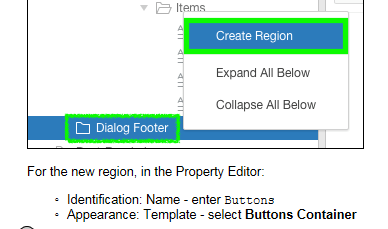 Items
Create Region
Expand All Below
Collapse All Below
Dialog Footer
For the new region, in the Property Editor:
◦ Identification: Name - enter Buttons
◦ Appearance: Template - select Buttons Container